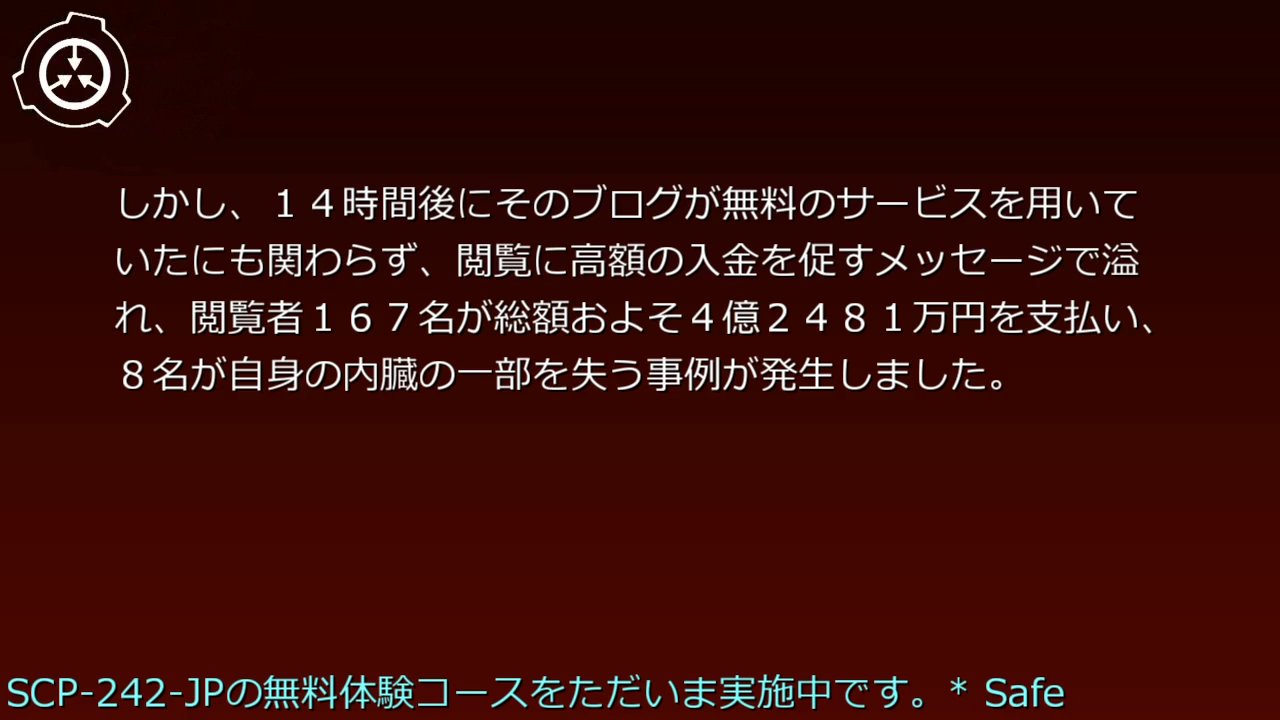 しかし、１４時間後にそのブログが無料のサービスを用いて
いたにも関わらず、閲覧に高額の入金を促すメッセージで溢
れ、閲覧者１６７名が総額およそ４億２４８１万円を支払い、
８名が自身の内臓の一部を失う事例が発生しました。
SCP-242-JPの無料体験コースをただいま実施中です。* Safe